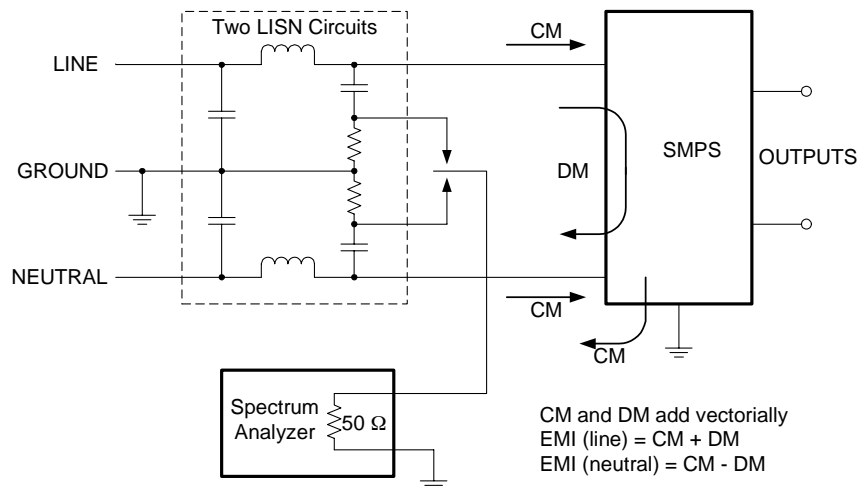 Two LISN Circuits
CM
LINE
SMPS
GROUND
DM
OUTPUTS
NEUTRAL
CM
CM
Spectrum
Analyzer
50 Ω
CM and DM add vectorially
EMI (line) = CM + DM
EMI (neutral) = CM - DM